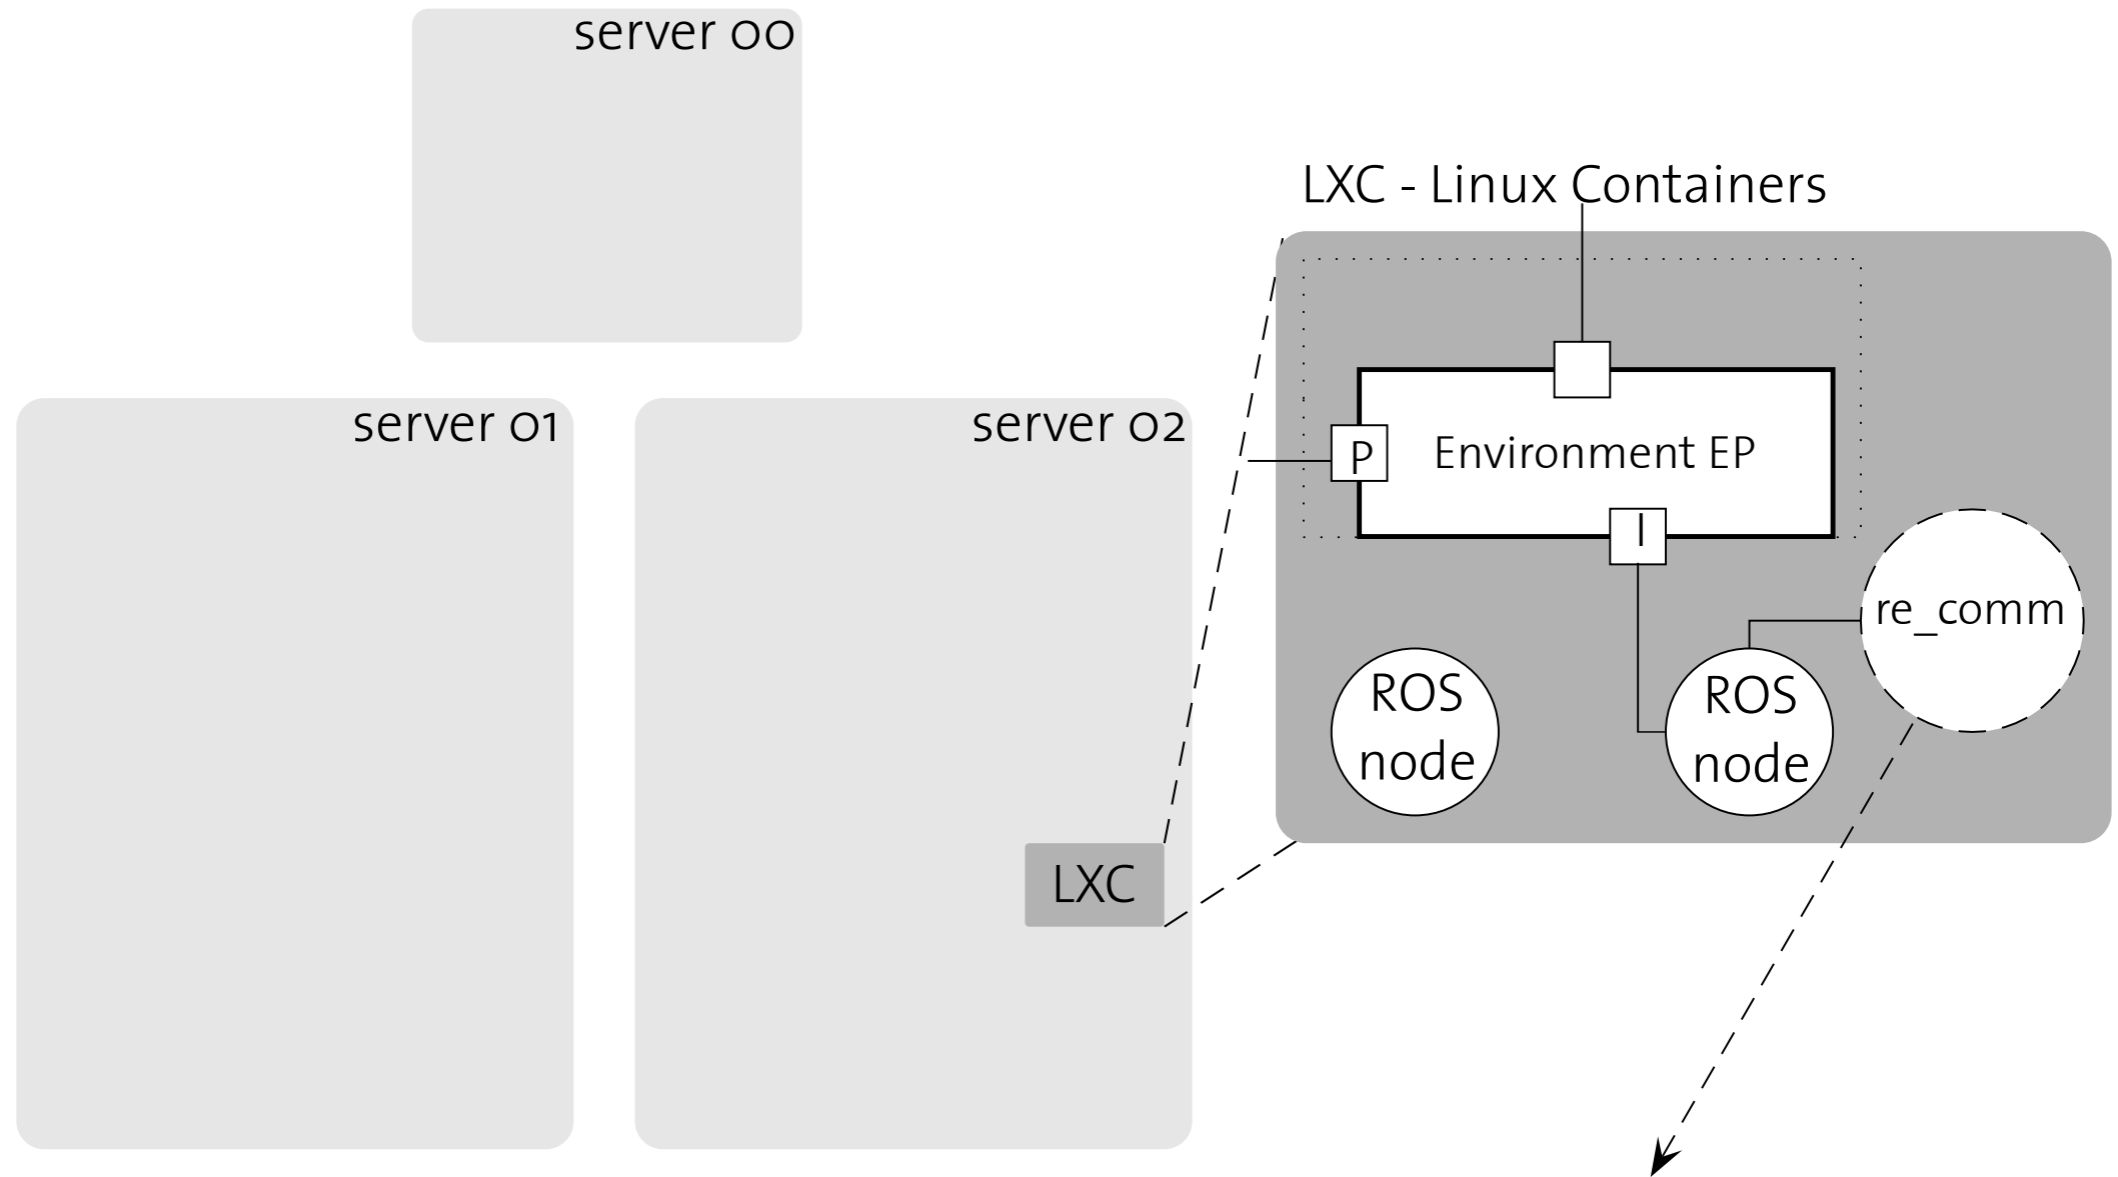 server 00
LXC - Linux Containers
server 01
server 02
P
Environment EP
I
re_comm
ROS
node
ROS
node
LXC